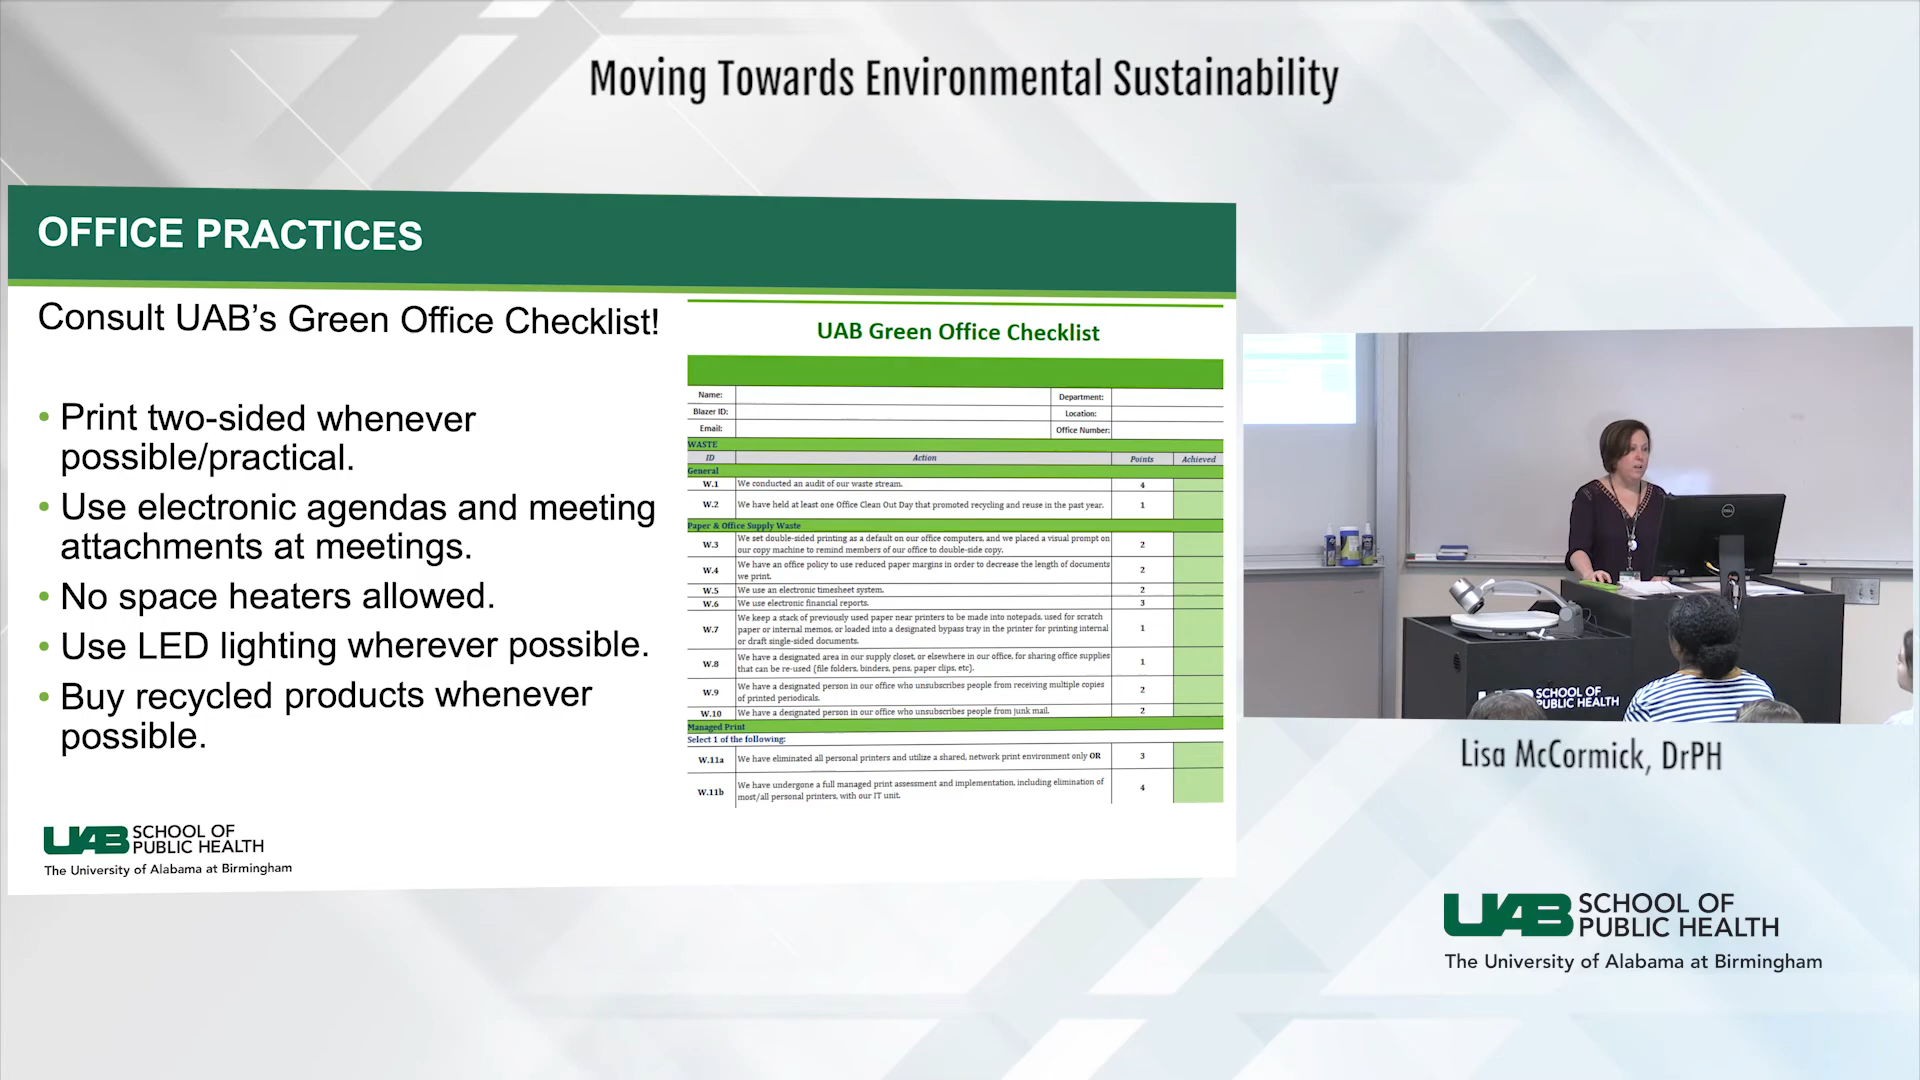 Moving Towards Environmental Sustainability
OFFICE PRACTICES
Consult UAB's Green Office Checklist!
• Print two-sided whenever
possible/practical.
• Use electronic agendas and meeting
attachments at meetings.
• No space heaters allowed.
• Use LED lighting wherever possible.
• Buy recycled products whenever
possible.
UAB SCHOOL OF
PUBLIC HEALTH
The University of Alabama at Birmingham
UAB Green Office Checklist
Name: Department:
Blazer ID: Location:
Email: Office Number:
WASTE
ID Action Points Achieved
General
W.1 We conducted an audit of our waste stream. 4
W.2 We have held at least one Office Clean Out Day that promoted recycling and reuse in the past year. 1
Paper & Office Supply Waste
W.3 We set double-sided printing as a default on our office computers, and we placed a visual prompt on
our copy machine to remind members of our office to double-side copy. 2
W.4 We have an office policy to use reduced paper margins in order to decrease the length of documents
we print. 2
W.5 We use an electronic timesheet system. 2
W.6 We use electronic financial reports. 3
W.7 We keep a stack of previously used paper near printers to be made into notepads, used for scratch
paper or internal memos, or loaded into a designated bypass tray in the printer for printing internal
or draft single-sided documents. 1
W.8 We have a designated area in our supply closet, or elsewhere in our office, for sharing office supplies
that can be re-used (file folders, binders, pens, paper clips, etc). 1
W.9 We have a designated person in our office who unsubscribes people from receiving multiple copies
of printed periodicals. 2
W.10 We have a designated person in our office who unsubscribes people from junk mail. 2
Managed Print
Select 1 of the following:
W.11a We have eliminated all personal printers and utilize a shared, network print environment only OR 3
W.11b We have undergone a full managed print assessment and implementation, including elimination of
most/all personal printers, with our IT unit. 4
DELL
UAB SCHOOL OF
PUBLIC HEALTH
Lisa McCormick, DrPH
UAB SCHOOL OF
PUBLIC HEALTH
The University of Alabama at Birmingham